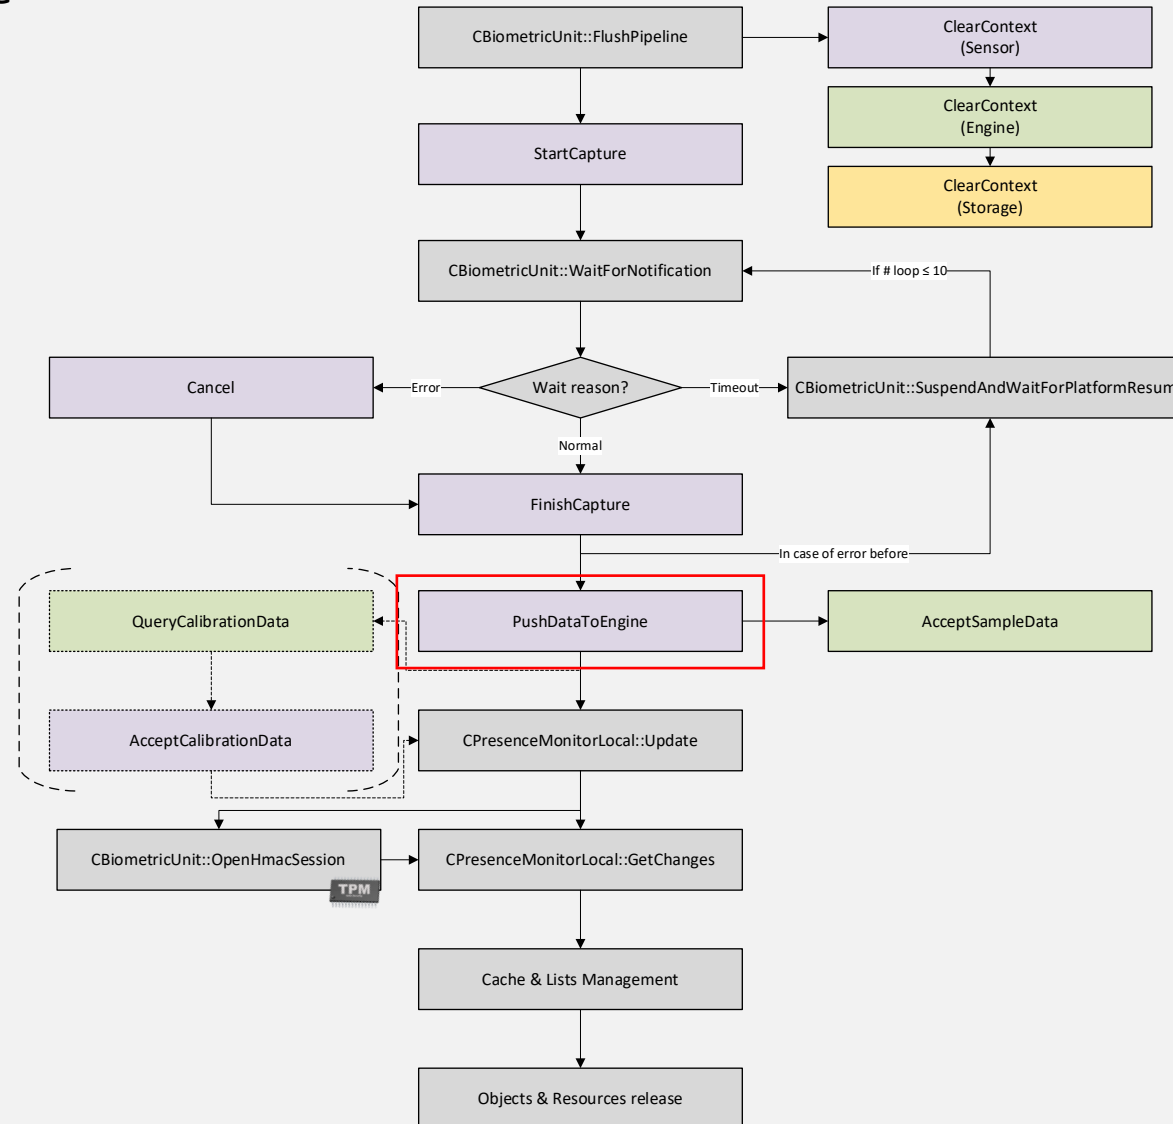 CBiometricUnit::FlushPipeline
ClearContext
(Sensor)
ClearContext
(Engine)
StartCapture
ClearContext
(Storage)
CBiometricUnit::WaitForNotification
If # loop ≤ 10
Cancel
Error
Wait reason?
Timeout
CBiometricUnit::SuspendAndWaitForPlatformResum
Normal
FinishCapture
In case of error before
QueryCalibrationData
PushDataToEngine
AcceptSampleData
AcceptCalibrationData
CPresenceMonitorLocal::Update
CBiometricUnit::OpenHmacSession
TPM
CPresenceMonitorLocal::GetChanges
Cache & Lists Management
Objects & Resources release